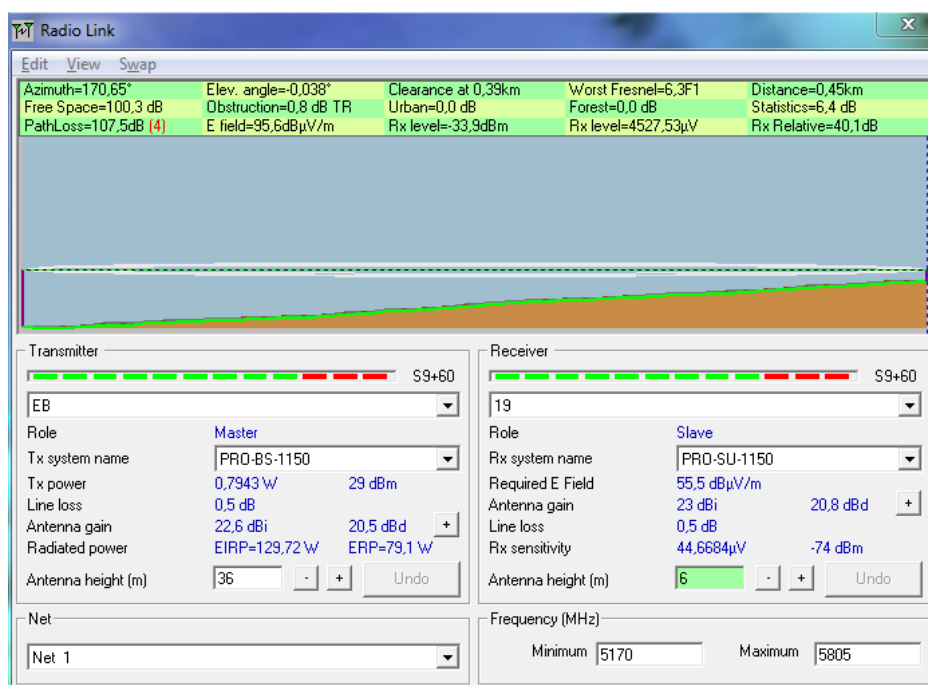 Radio Link
Edit View Swap
Azimuth=170,65° Elev. angle=-0,038° Clearance at 0,39km Worst Fresnel=6,3F1 Distance=0,45km
Free Space=100,3 dB Obstruction=0,8 dB TR Urban=0,0 dB Forest=0,0 dB Statistics=6,4 dB
PathLoss=107,5dB (4) E field=95,6dBµV/m Rx level=-33,9dBm Rx level=4527,53µV Rx Relative=40,1dB
Transmitter
S9+60
EB
Role Master
Tx system name PRO-BS-1150
Tx power 0,7943 W 29 dBm
Line loss 0,5 dB
Antenna gain 22,6 dBi 20,5 dBd +
Radiated power EIRP=129,72 W ERP=79,1 W
Antenna height (m) 36 - + Undo
Receiver
S9+60
19
Role Slave
Rx system name PRO-SU-1150
Required E Field 55,5 dBµV/m
Antenna gain 23 dBi 20,8 dBd +
Line loss 0,5 dB
Rx sensitivity 44,6684µV -74 dBm
Antenna height (m) 6 - + Undo
Net
Net 1
Frequency (MHz)
Minimum 5170 Maximum 5805